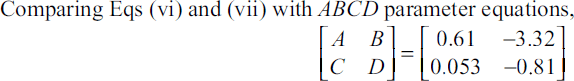 Comparing Eqs (vi) and (vii) with ABCD parameter equations,
[A B] = [0.61 −3.32]
[C D] [0.053 −0.81]